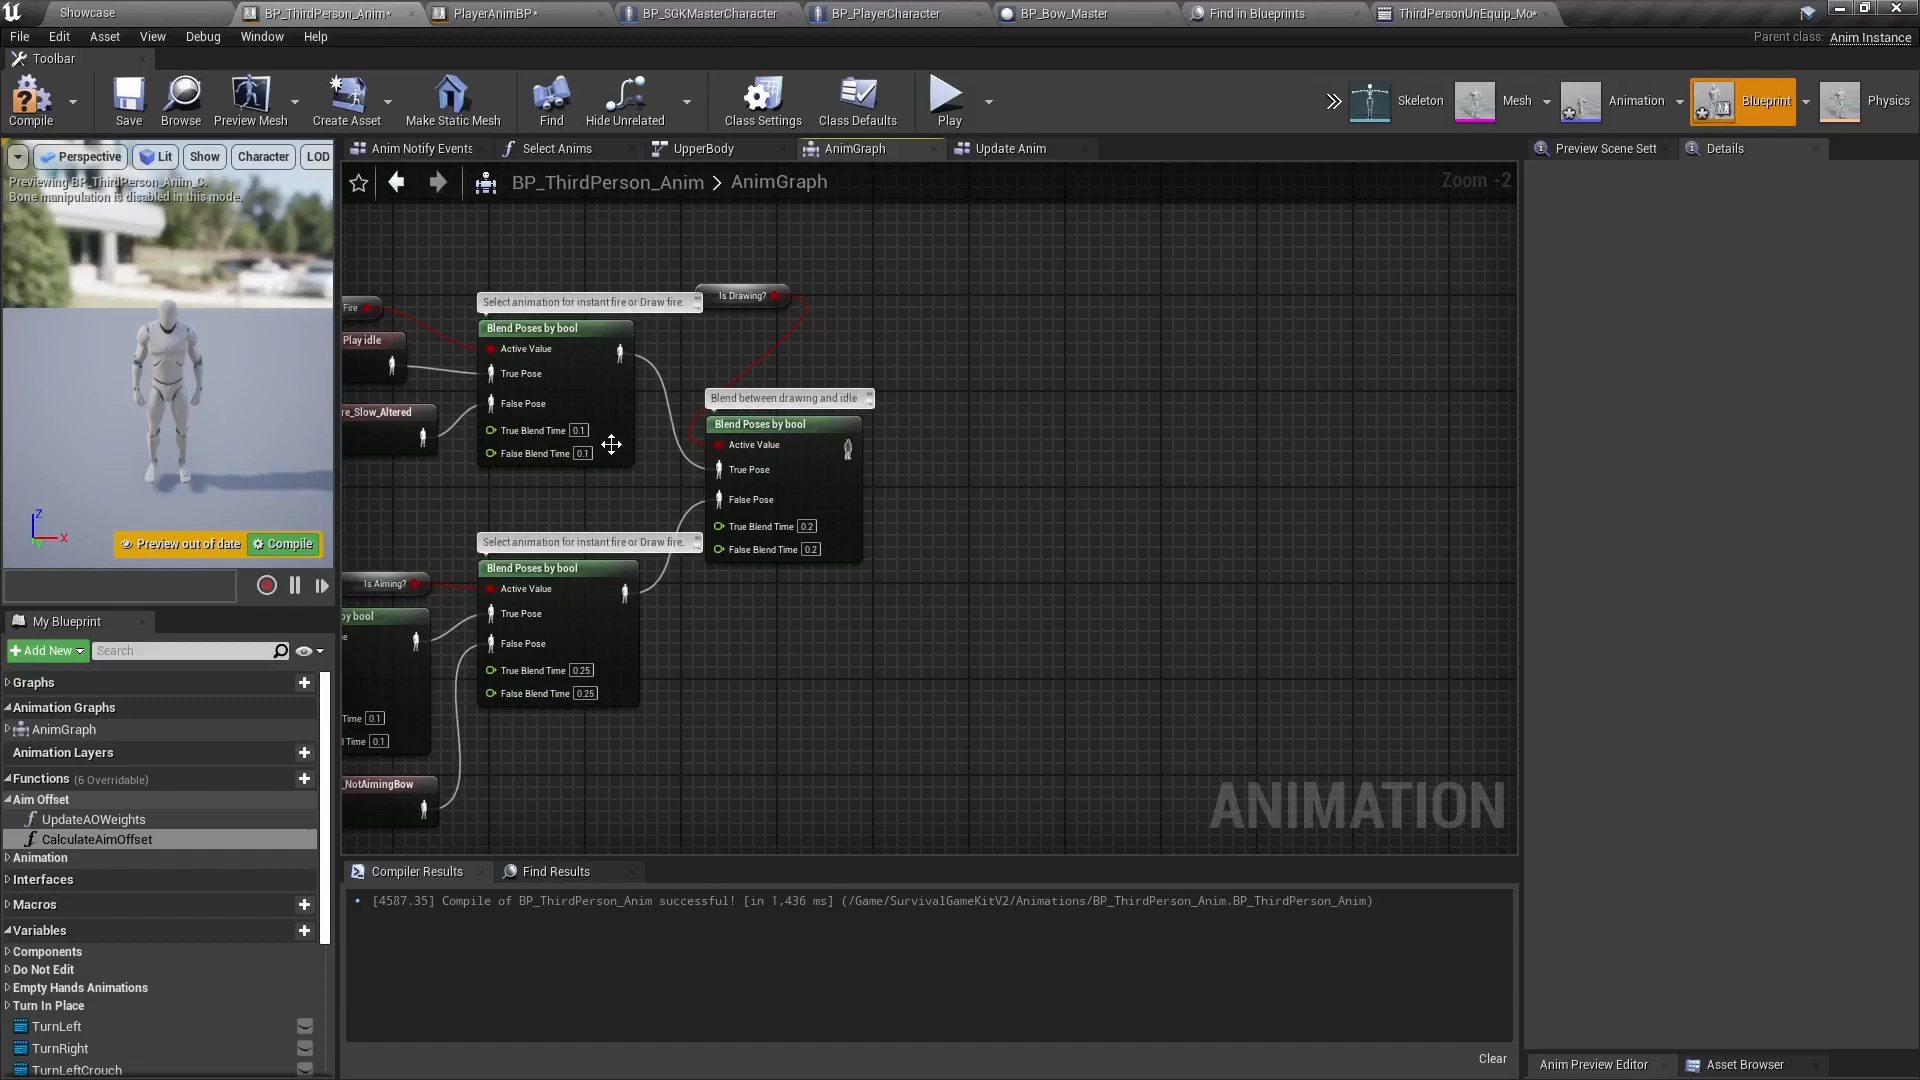 Showcase
BP_ThirdPerson_Anim*
PlayerAnimBP*
BP_SGKMasterCharacter
BP_PlayerCharacter
BP_Bow_Master
Find in Blueprints
ThirdPersonUnEquip_Mo*
File Edit Asset View Debug Window Help
Parent class: Anim Instance
Toolbar
Compile
Save
Browse
Preview Mesh
Create Asset
Make Static Mesh
Find
Hide Unrelated
Class Settings
Class Defaults
Play
Skeleton
Mesh
Animation
Blueprint
Physics
Perspective
Lit
Show
Character
LOD
Previewing BP_ThirdPerson_Anim_C.
Bone manipulation is disabled in this mode.
Z
X
Preview out of date
Compile
Anim Notify Events
Select Anims
UpperBody
AnimGraph
Update Anim
Preview Scene Sett
Details
BP_ThirdPerson_Anim > AnimGraph
Zoom -2
Fire
Play idle
re_Slow_Altered
Select animation for instant fire or Draw fire.
Blend Poses by bool
Active Value
True Pose
False Pose
True Blend Time 0.1
False Blend Time 0.1
Is Drawing?
Blend between drawing and idle
Blend Poses by bool
Active Value
True Pose
False Pose
True Blend Time 0.2
False Blend Time 0.2
Is Aiming?
by bool
Time 0.1
Time 0.1
_NotAimingBow
Select animation for instant fire or Draw fire.
Blend Poses by bool
Active Value
True Pose
False Pose
True Blend Time 0.25
False Blend Time 0.25
ANIMATION
My Blueprint
+ Add New
Search
Graphs
Animation Graphs
AnimGraph
Animation Layers
Functions (6 Overridable)
Aim Offset
UpdateAOWeights
CalculateAimOffset
Animation
Interfaces
Macros
Variables
Components
Do Not Edit
Empty Hands Animations
Turn In Place
TurnLeft
TurnRight
TurnLeftCrouch
Compiler Results
Find Results
[4587.35] Compile of BP_ThirdPerson_Anim successful! [in 1,436 ms] (/Game/SurvivalGameKitV2/Animations/BP_ThirdPerson_Anim.BP_ThirdPerson_Anim)
Clear
Anim Preview Editor
Asset Browser